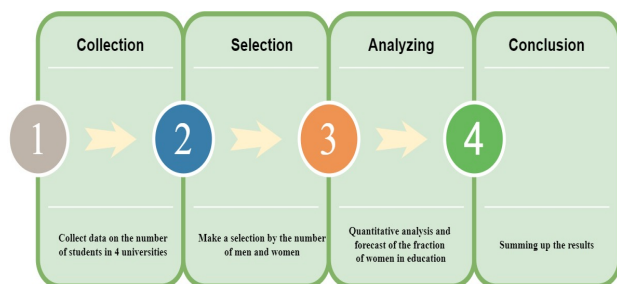 Collection
Selection
Analyzing
Conclusion
1
2
3
4
Collect data on the number
of students in 4 universities
Make a selection by the number
of men and women
Quantitative analysis and
forecast of the fraction
of women in education
Summing up the results